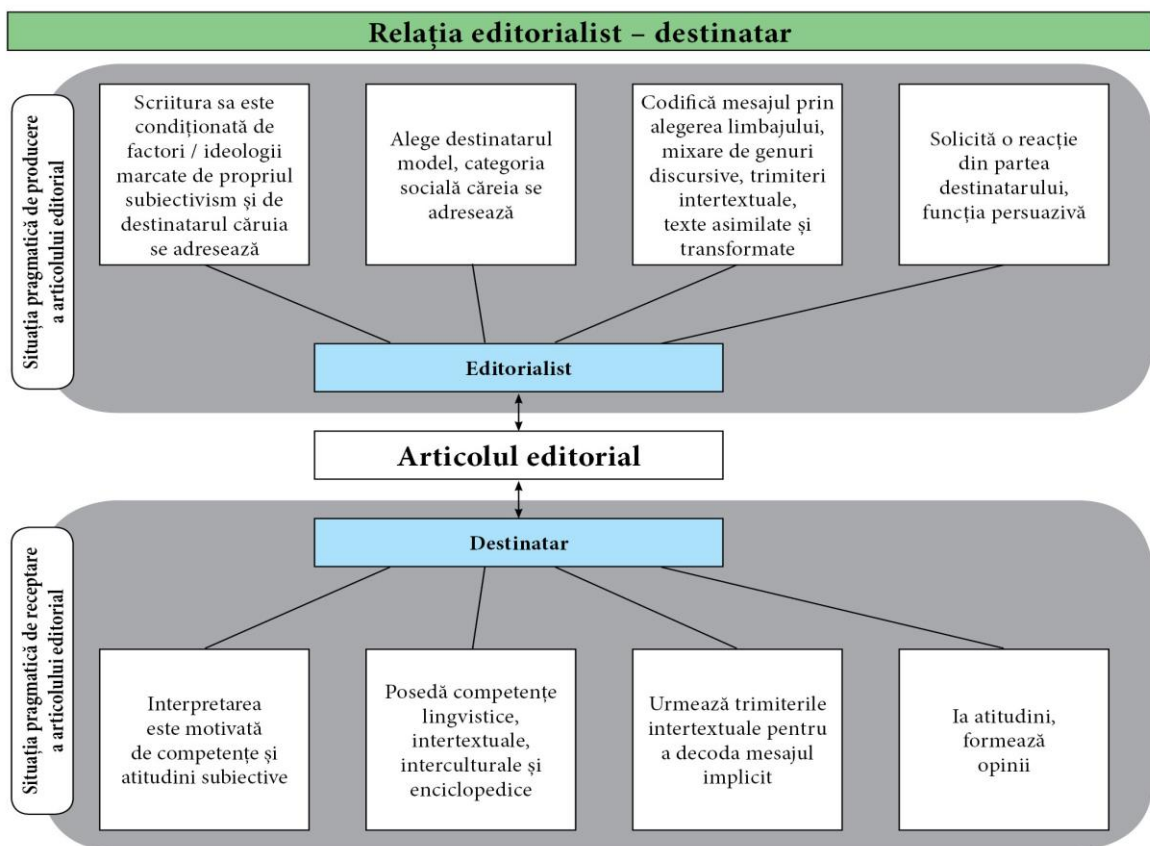 Relația editorialist – destinatar
Situația pragmatică de producere
a articolului editorial
Scriitura sa este
condiționată de
factori / ideologii
marcate de propriul
subiectivism și de
destinatarul căruia
se adresează
Alege destinatarul
model, categoria
socială căreia se
adresează
Codifică mesajul prin
alegerea limbajului,
mixare de genuri
discursive, trimiteri
intertextuale,
texte asimilate și
transformate
Solicită o reacție
din partea
destinatarului,
funcția persuazivă
Editorialist
Articolul editorial
Destinatar
Situația pragmatică de receptare
a articolului editorial
Interpretarea
este motivată
de competențe și
atitudini subiective
Posedă competențe
lingvistice,
intertextuale,
interculturale și
enciclopedice
Urmează trimiterile
intertextuale pentru
a decoda mesajul
implicit
Ia atitudini,
formează
opinii